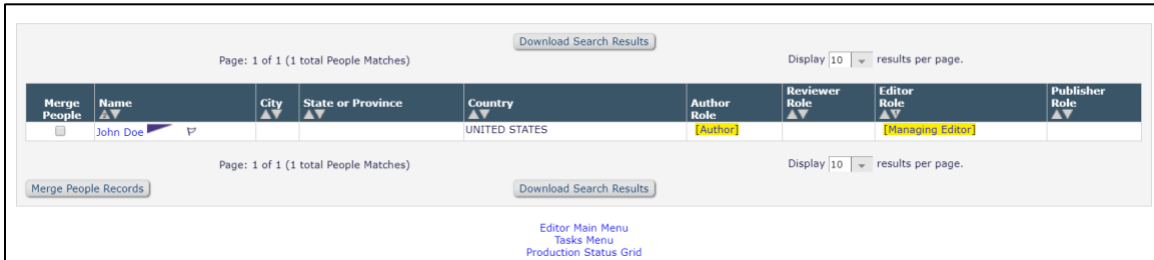 Download Search Results
Page: 1 of 1 (1 total People Matches) Display 10 results per page.
Merge People Name City State or Province Country Author Role Reviewer Role Editor Role Publisher Role
John Doe UNITED STATES [Author] [Managing Editor]
Page: 1 of 1 (1 total People Matches) Display 10 results per page.
Merge People Records Download Search Results
Editor Main Menu
Tasks Menu
Production Status Grid